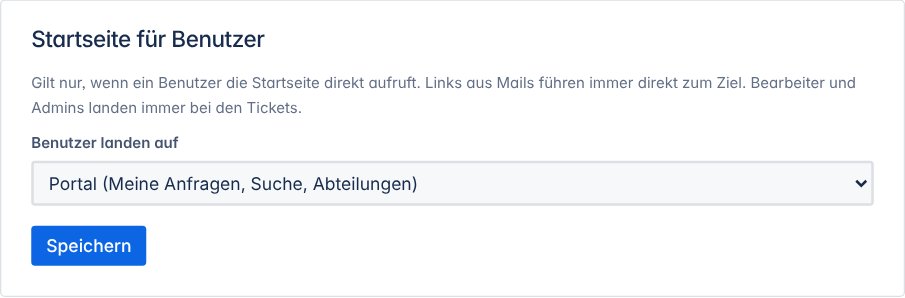 Startseite für Benutzer
Gilt nur, wenn ein Benutzer die Startseite direkt aufruft. Links aus Mails führen immer direkt zum Ziel. Bearbeiter und
Admins landen immer bei den Tickets.
Benutzer landen auf
Portal (Meine Anfragen, Suche, Abteilungen)
Speichern